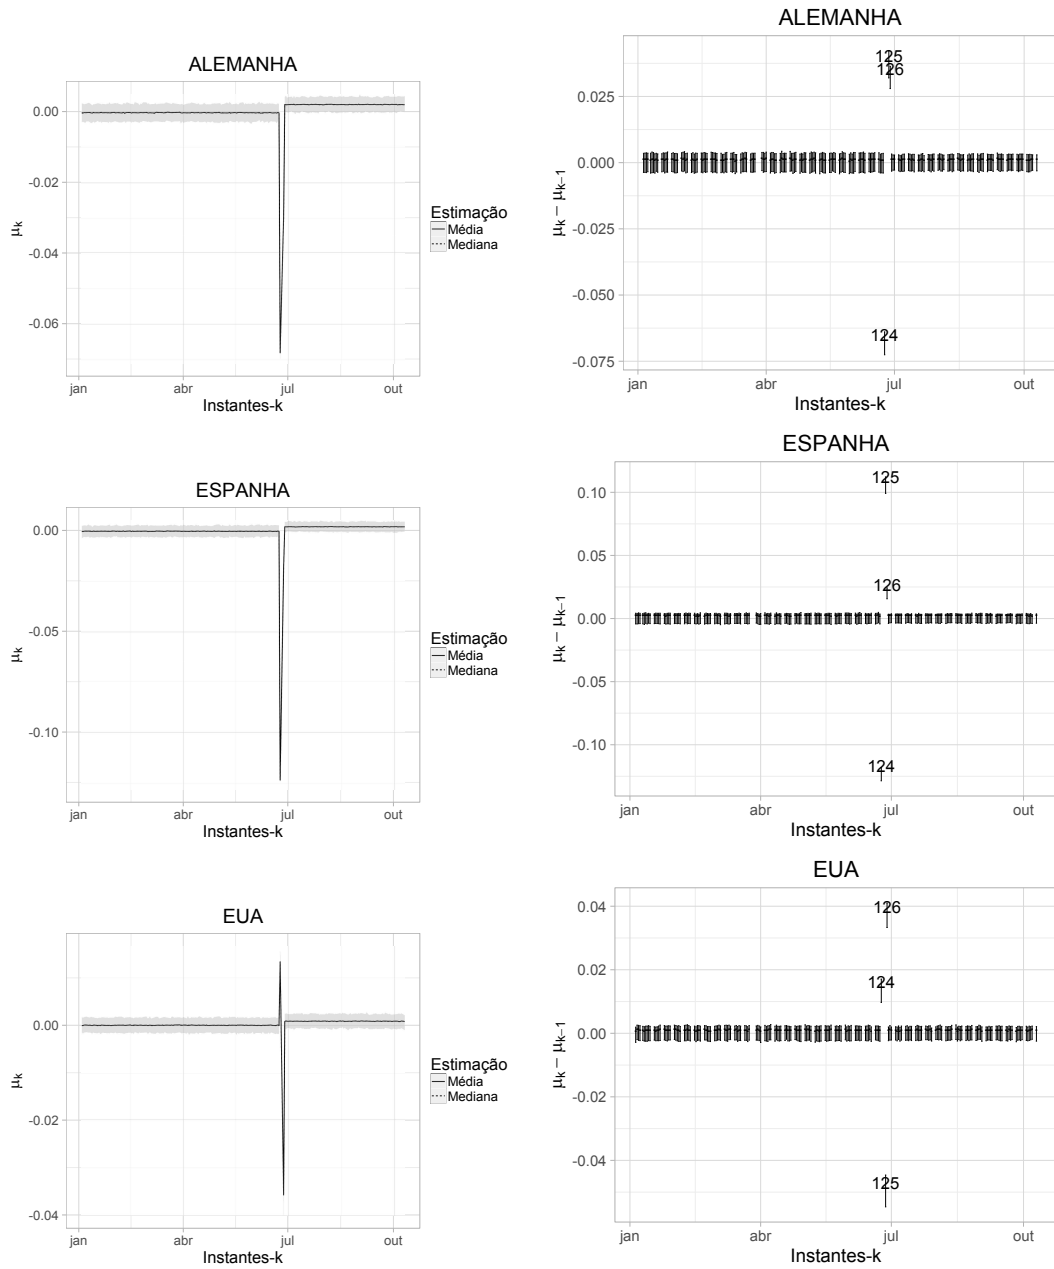 ALEMANHA
0.00
-0.02
-0.04
-0.06
μk
jan abr jul out
Instantes-k
Estimação
Média
Mediana
ALEMANHA
0.025
0.000
-0.025
-0.050
-0.075
μk − μk−1
125
126
124
jan abr jul out
Instantes-k
ESPANHA
0.00
-0.05
-0.10
μk
jan abr jul out
Instantes-k
Estimação
Média
Mediana
ESPANHA
0.10
0.05
0.00
-0.05
-0.10
μk − μk−1
125
126
124
jan abr jul out
Instantes-k
EUA
0.00
-0.02
-0.04
μk
jan abr jul out
Instantes-k
Estimação
Média
Mediana
EUA
0.04
0.02
0.00
-0.02
-0.04
μk − μk−1
126
124
125
jan abr jul out
Instantes-k